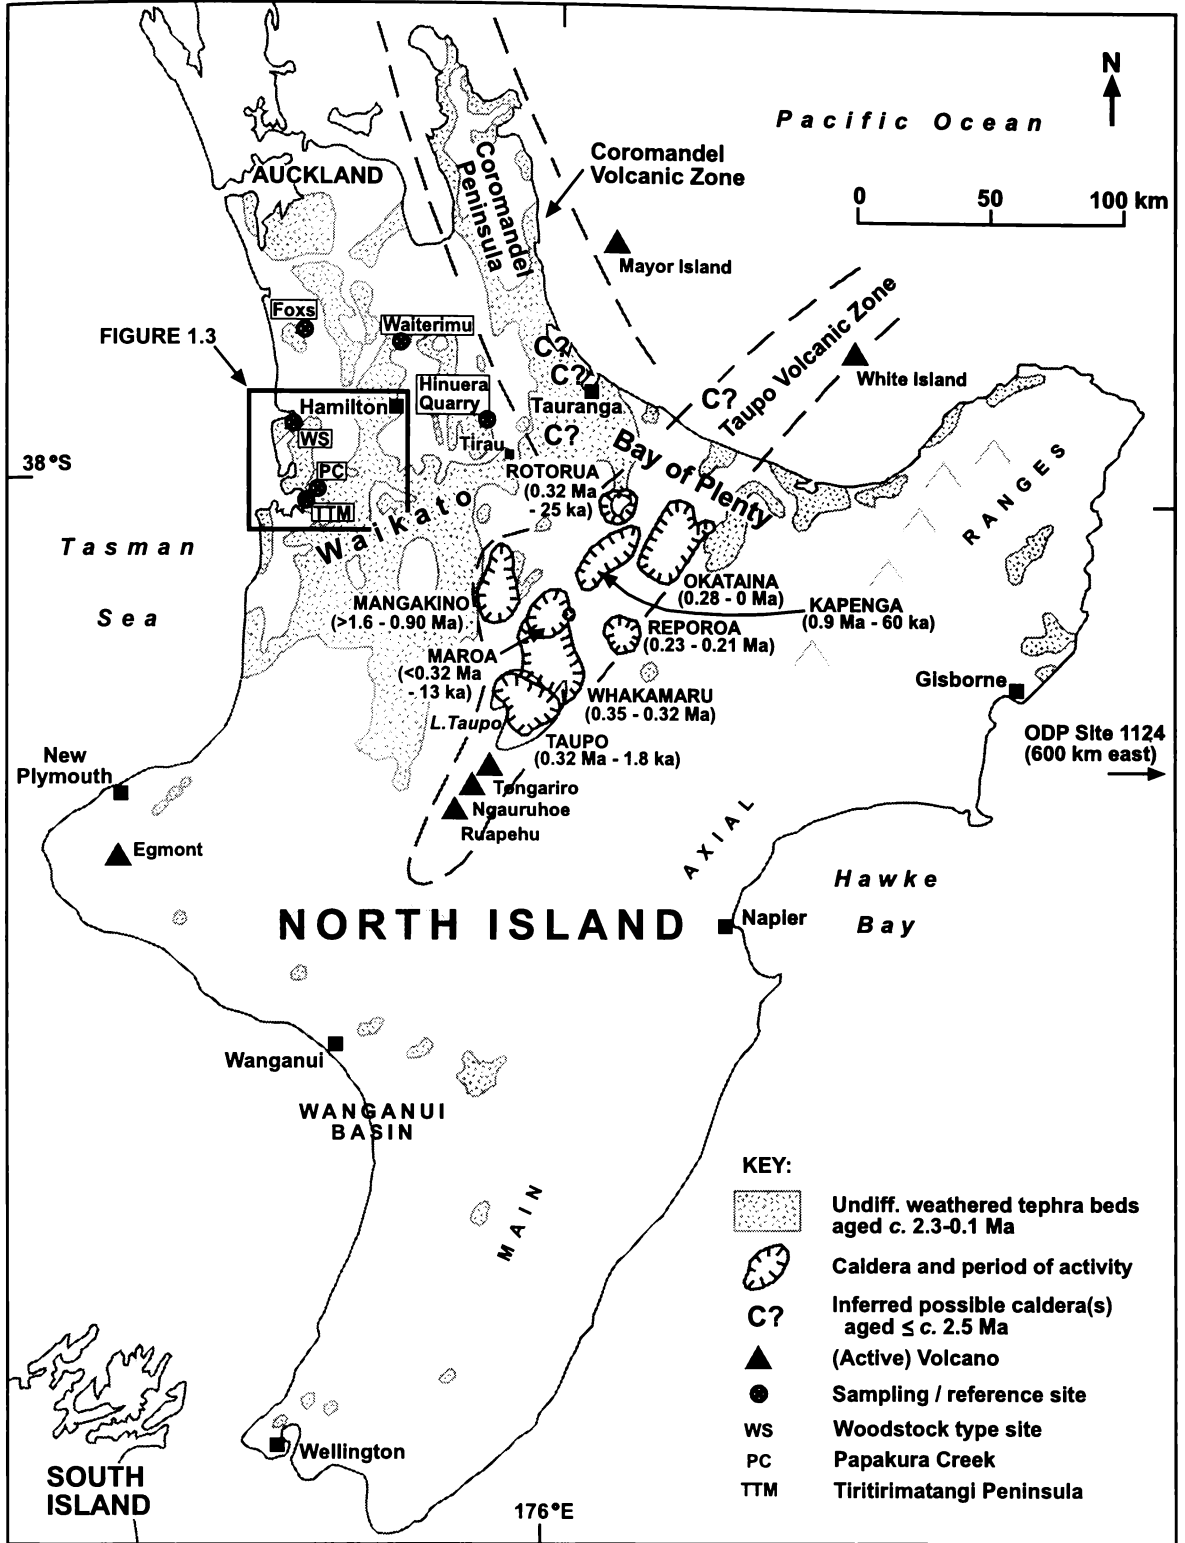 N
Pacific Ocean
Coromandel
Volcanic Zone
0 50 100 km
AUCKLAND
Coromandel
Peninsula
Mayor Island
Taupo Volcanic Zone
White Island
Foxs
Waiterimu
FIGURE 1.3
C?
C?
C?
C?
Hinuera
Quarry
Hamilton
Tauranga
WS
Tirau
Bay of Plenty
38°S
PC
TTM
ROTORUA
(0.32 Ma
- 25 ka)
Waikato
RANGES
Tasman
Sea
OKATAINA
(0.28 - 0 Ma)
KAPENGA
(0.9 Ma - 60 ka)
MANGAKINO
(>1.6 - 0.90 Ma)
REPOROA
(0.23 - 0.21 Ma)
MAROA
(<0.32 Ma
- 13 ka)
WHAKAMARU
(0.35 - 0.32 Ma)
Gisborne
L.Taupo
TAUPO
(0.32 Ma - 1.8 ka)
ODP Site 1124
(600 km east)
New
Plymouth
Tongariro
Ngauruhoe
Ruapehu
Egmont
AXIAL
Hawke
Bay
NORTH ISLAND
Napier
Wanganui
WANGANUI
BASIN
MAIN
KEY:
Undiff. weathered tephra beds
aged c. 2.3-0.1 Ma
Caldera and period of activity
C? Inferred possible caldera(s)
aged ≤ c. 2.5 Ma
(Active) Volcano
Sampling / reference site
WS Woodstock type site
PC Papakura Creek
TTM Tiritirimatangi Peninsula
Wellington
SOUTH
ISLAND
176°E